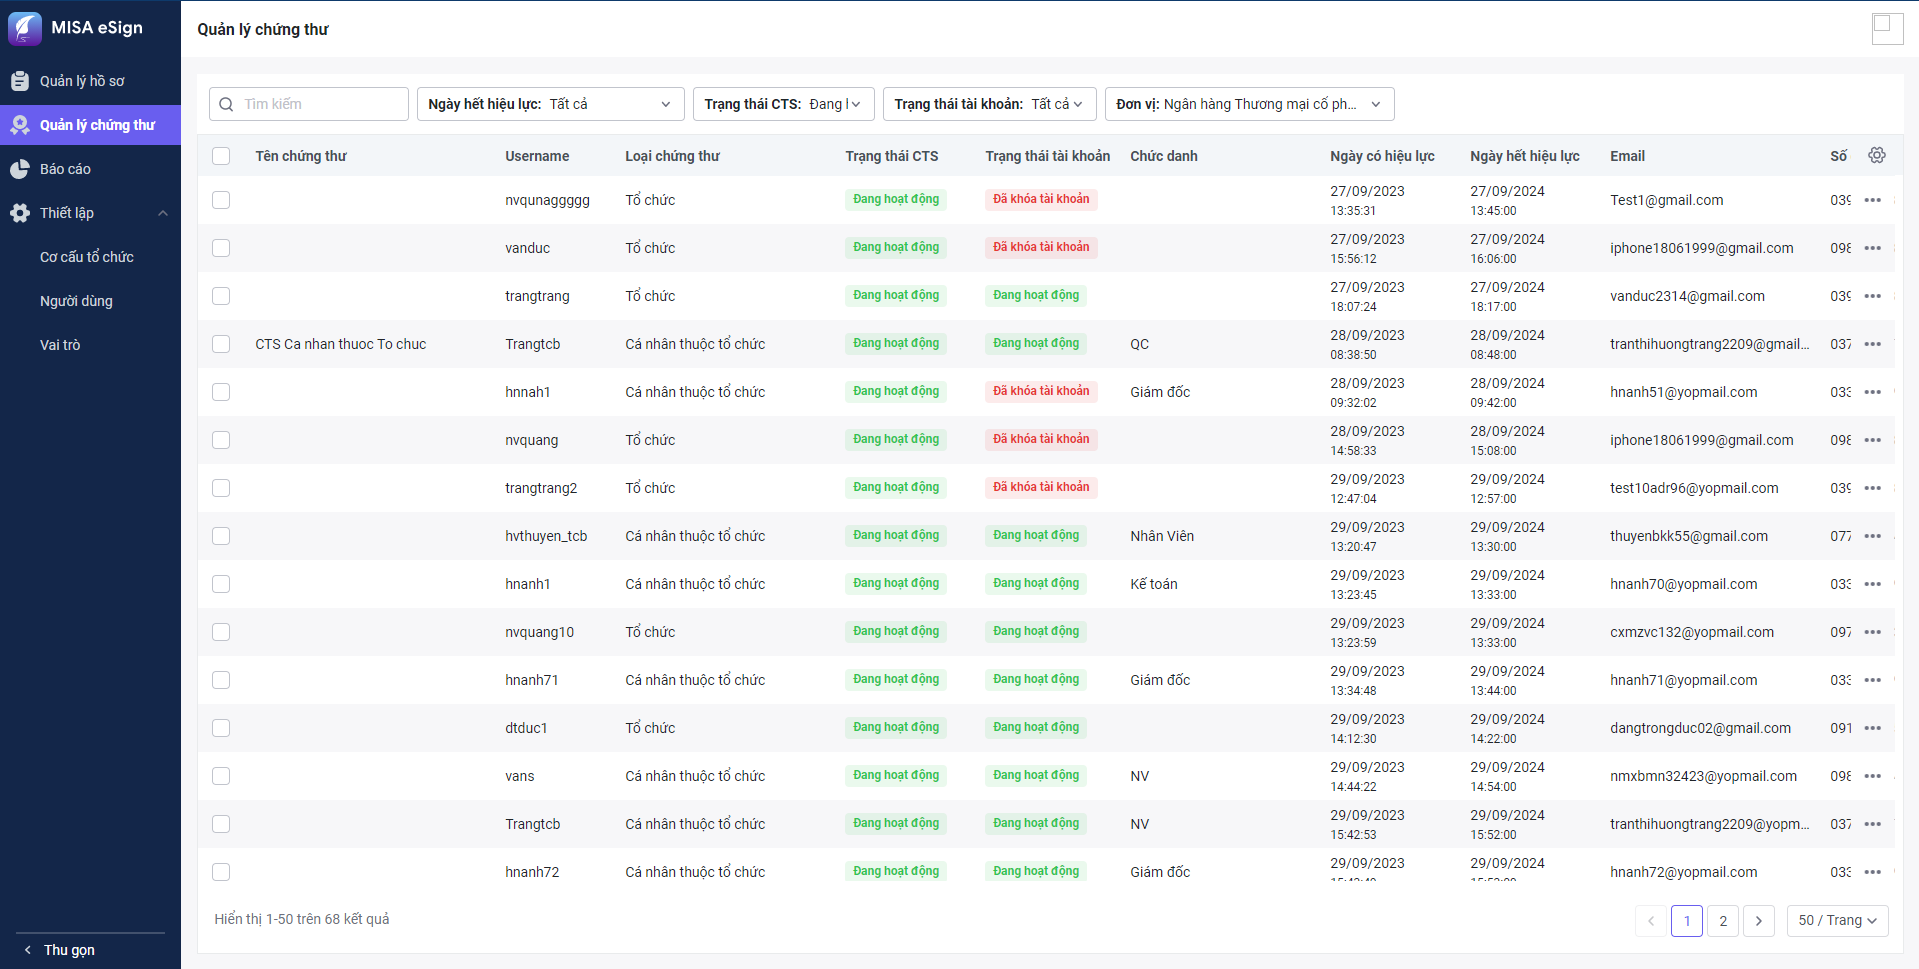 MISA eSign
Quản lý hồ sơ
Quản lý chứng thư
Báo cáo
Thiết lập
Cơ cấu tổ chức
Người dùng
Vai trò
Thu gọn
Quản lý chứng thư
Tìm kiếm
Ngày hết hiệu lực: Tất cả
Trạng thái CTS: Đang
Trạng thái tài khoản: Tất cả
Đơn vị: Ngân hàng Thương mại cổ ph...
Tên chứng thư Username Loại chứng thư Trạng thái CTS Trạng thái tài khoản Chức danh Ngày có hiệu lực Ngày hết hiệu lực Email Số
nvqunaggggg Tổ chức Đang hoạt động Đã khóa tài khoản 27/09/2023 13:35:31 27/09/2024 13:45:00 Test1@gmail.com 039
vanduc Tổ chức Đang hoạt động Đã khóa tài khoản 27/09/2023 15:56:12 27/09/2024 16:06:00 iphone18061999@gmail.com 098
trangtrang Tổ chức Đang hoạt động Đang hoạt động 27/09/2023 18:07:24 27/09/2024 18:17:00 vanduc2314@gmail.com 039
CTS Ca nhan thuoc To chuc Trangtcb Cá nhân thuộc tổ chức Đang hoạt động Đang hoạt động QC 28/09/2023 08:38:50 28/09/2024 08:48:00 tranthihuongtrang2209@gmail... 037
hnnah1 Cá nhân thuộc tổ chức Đang hoạt động Đã khóa tài khoản Giám đốc 28/09/2023 09:32:02 28/09/2024 09:42:00 hnanh51@yopmail.com 033
nvquang Tổ chức Đang hoạt động Đã khóa tài khoản 28/09/2023 14:58:33 28/09/2024 15:08:00 iphone18061999@gmail.com 098
trangtrang2 Tổ chức Đang hoạt động Đã khóa tài khoản 29/09/2023 12:47:04 29/09/2024 12:57:00 test10adr96@yopmail.com 039
hvthuyen_tcb Cá nhân thuộc tổ chức Đang hoạt động Đang hoạt động Nhân Viên 29/09/2023 13:20:47 29/09/2024 13:30:00 thuyenbkk55@gmail.com 077
hnanh1 Cá nhân thuộc tổ chức Đang hoạt động Đang hoạt động Kế toán 29/09/2023 13:23:45 29/09/2024 13:33:00 hnanh70@yopmail.com 033
nvquang10 Tổ chức Đang hoạt động Đang hoạt động 29/09/2023 13:23:59 29/09/2024 13:33:00 cxmzvc132@yopmail.com 097
hnanh71 Cá nhân thuộc tổ chức Đang hoạt động Đang hoạt động Giám đốc 29/09/2023 13:34:48 29/09/2024 13:44:00 hnanh71@yopmail.com 033
dtduc1 Tổ chức Đang hoạt động Đang hoạt động 29/09/2023 14:12:30 29/09/2024 14:22:00 dangtrongduc02@gmail.com 091
vans Cá nhân thuộc tổ chức Đang hoạt động Đang hoạt động NV 29/09/2023 14:44:22 29/09/2024 14:54:00 nmxbmn32423@yopmail.com 098
Trangtcb Cá nhân thuộc tổ chức Đang hoạt động Đang hoạt động NV 29/09/2023 15:42:53 29/09/2024 15:52:00 tranthihuongtrang2209@yopm... 037
hnanh72 Cá nhân thuộc tổ chức Đang hoạt động Đang hoạt động Giám đốc 29/09/2023 29/09/2024 hnanh72@yopmail.com 033
Hiển thị 1-50 trên 68 kết quả
1 2 50 / Trang